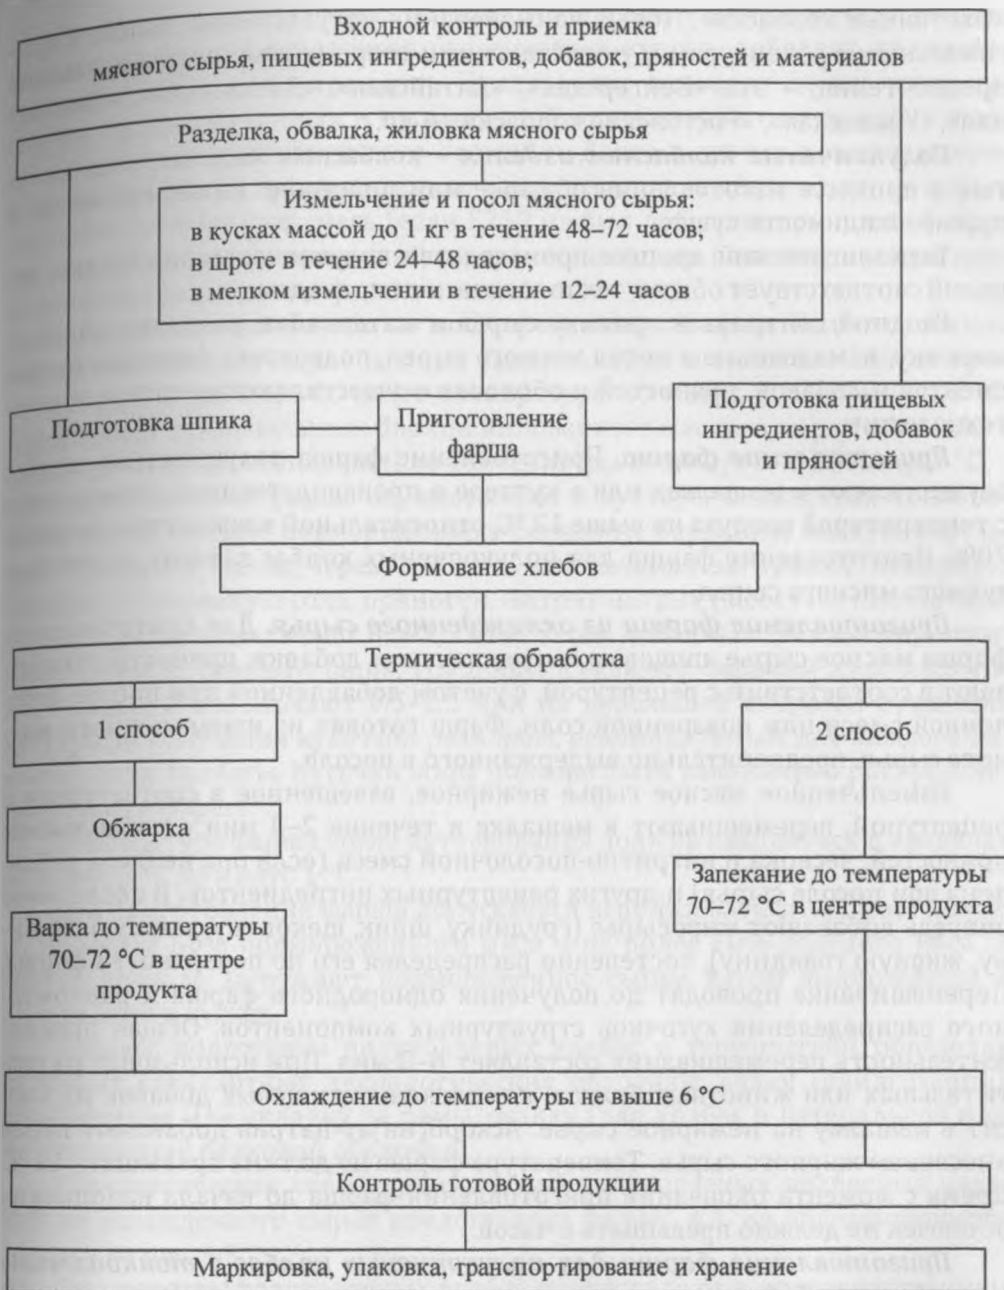 Входной контроль и приемка
мясного сырья, пищевых ингредиентов, добавок, пряностей и материалов
Разделка, обвалка, жиловка мясного сырья
Измельчение и посол мясного сырья:
в кусках массой до 1 кг в течение 48–72 часов;
в шроте в течение 24–48 часов;
в мелком измельчении в течение 12–24 часов
Подготовка шпика
Приготовление
фарша
Подготовка пищевых
ингредиентов, добавок
и пряностей
Формование хлебов
Термическая обработка
1 способ
2 способ
Обжарка
Варка до температуры
70–72 °С в центре
продукта
Запекание до температуры
70–72 °С в центре продукта
Охлаждение до температуры не выше 6 °С
Контроль готовой продукции
Маркировка, упаковка, транспортирование и хранение